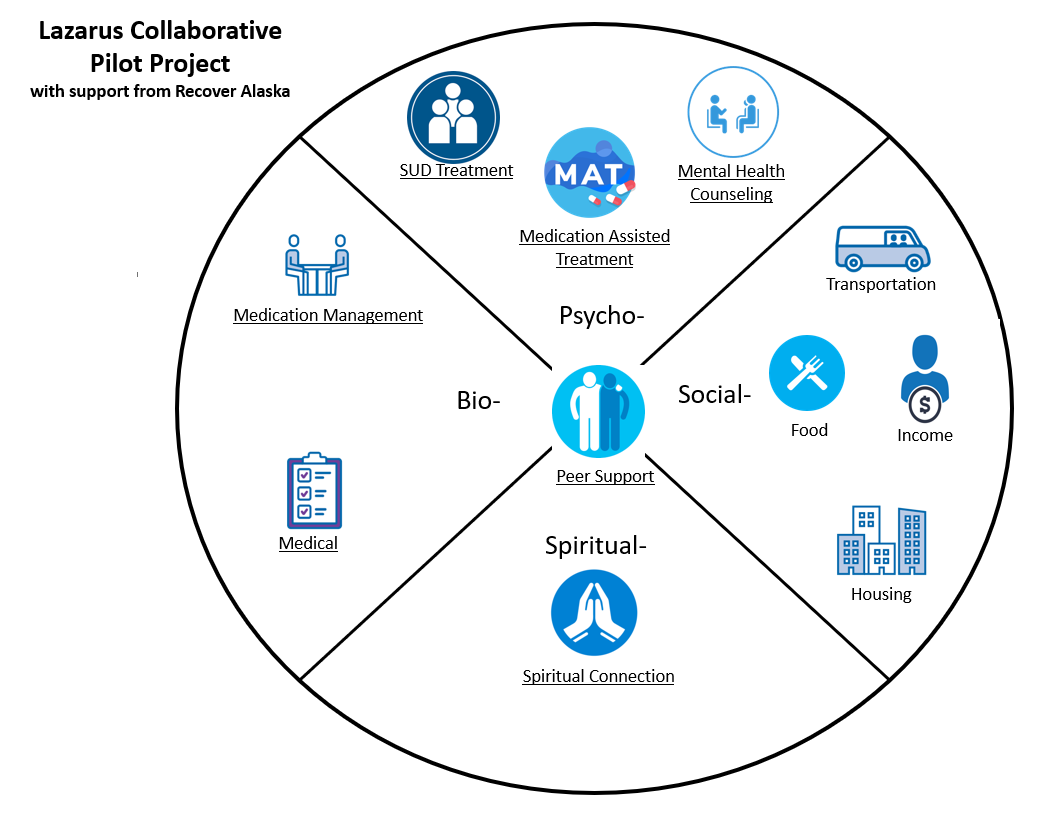 Lazarus Collaborative
Pilot Project
with support from Recover Alaska
SUD Treatment
MAT
Medication Assisted
Treatment
Mental Health
Counseling
Psycho-
Medication Management
Bio-
Medical
Peer Support
Social-
Transportation
Food
$
Income
Housing
Spiritual-
Spiritual Connection